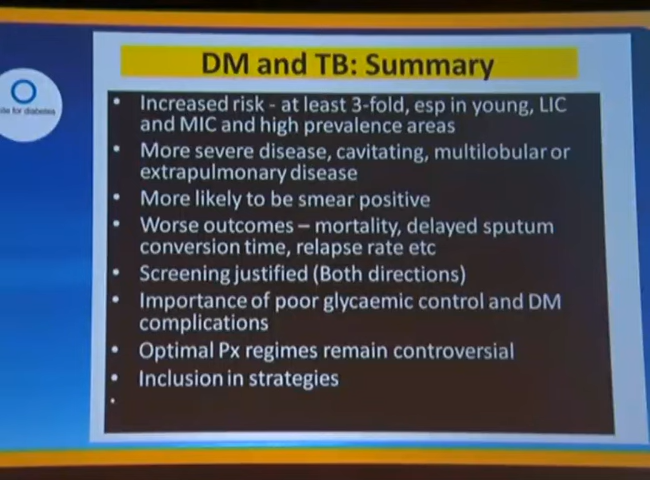 DM and TB: Summary
• Increased risk - at least 3-fold, esp in young, LIC
and MIC and high prevalence areas
• More severe disease, cavitating, multilobular or
extrapulmonary disease
• More likely to be smear positive
• Worse outcomes – mortality, delayed sputum
conversion time, relapse rate etc
• Screening justified (Both directions)
• Importance of poor glycaemic control and DM
complications
• Optimal Px regimes remain controversial
• Inclusion in strategies
•
for diabetes